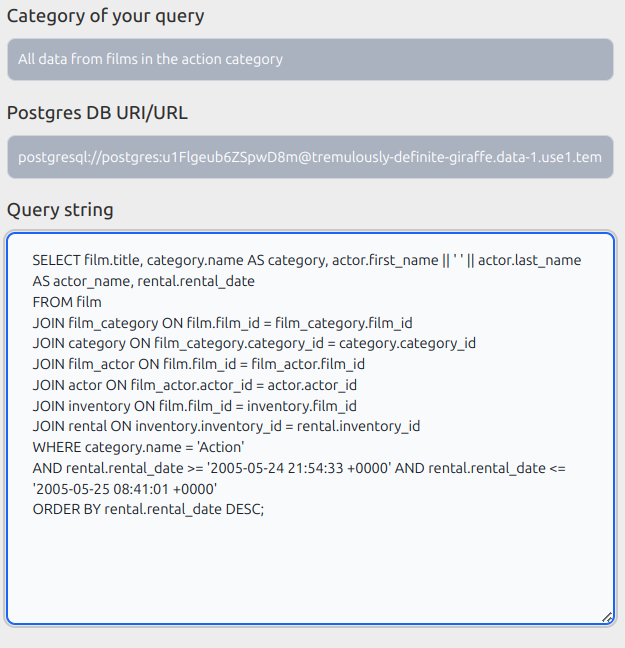 Category of your query
All data from films in the action category
Postgres DB URI/URL
postgresql://postgres:u1Flgeub6ZSpwD8m@tremulously-definite-giraffe.data-1.use1.tem
Query string
SELECT film.title, category.name AS category, actor.first_name || ' ' || actor.last_name
AS actor_name, rental.rental_date
FROM film
JOIN film_category ON film.film_id = film_category.film_id
JOIN category ON film_category.category_id = category.category_id
JOIN film_actor ON film.film_id = film_actor.film_id
JOIN actor ON film_actor.actor_id = actor.actor_id
JOIN inventory ON film.film_id = inventory.film_id
JOIN rental ON inventory.inventory_id = rental.inventory_id
WHERE category.name = 'Action'
AND rental.rental_date >= '2005-05-24 21:54:33 +0000' AND rental.rental_date <=
'2005-05-25 08:41:01 +0000'
ORDER BY rental.rental_date DESC;